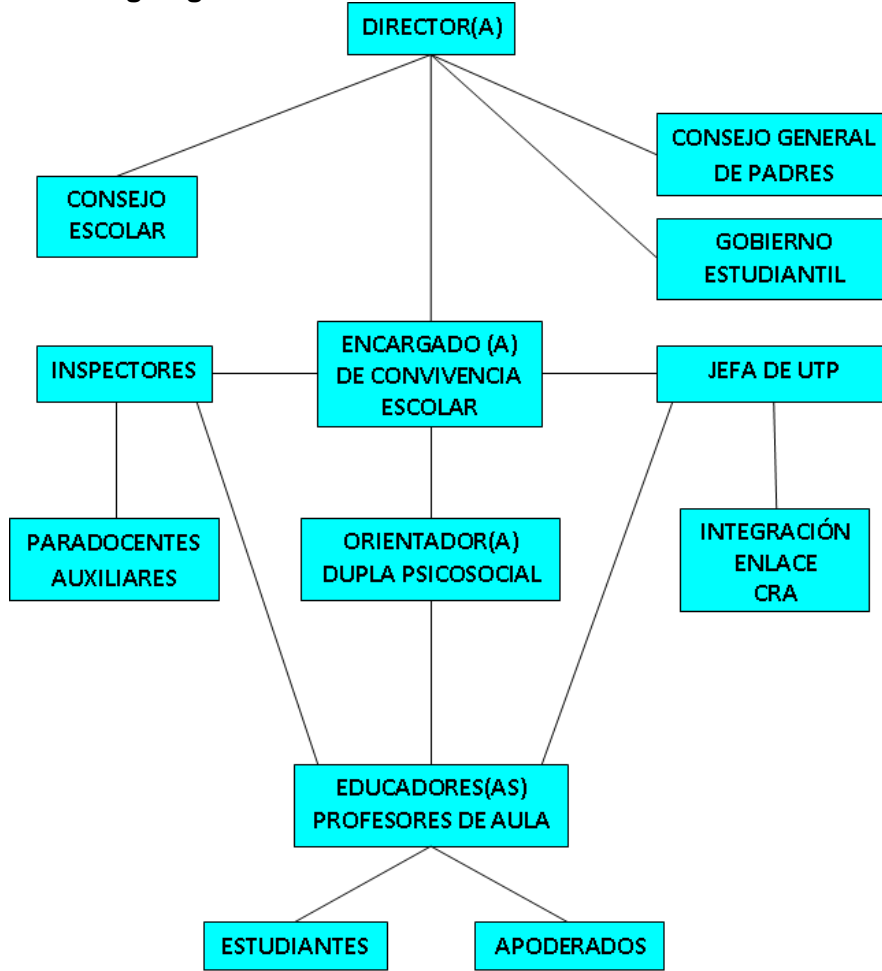 DIRECTOR(A)
CONSEJO GENERAL
DE PADRES
CONSEJO
ESCOLAR
GOBIERNO
ESTUDIANTIL
INSPECTORES
ENCARGADO (A)
DE CONVIVENCIA
ESCOLAR
JEFA DE UTP
PARADOCENTES
AUXILIARES
ORIENTADOR(A)
DUPLA PSICOSOCIAL
INTEGRACIÓN
ENLACE
CRA
EDUCADORES(AS)
PROFESORES DE AULA
ESTUDIANTES
APODERADOS